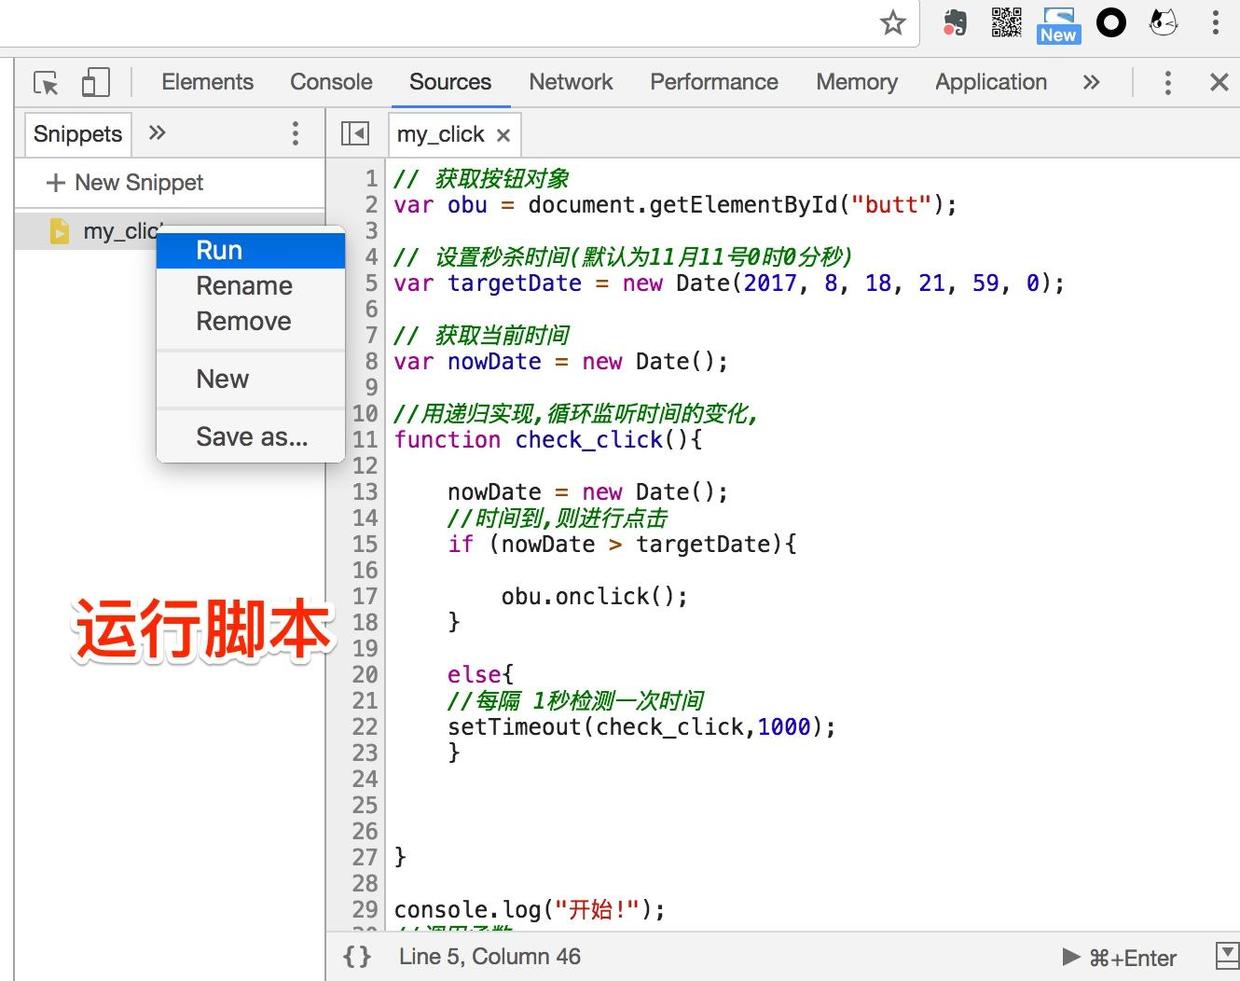 New
Elements Console Sources Network Performance Memory Application
Snippets
my_click
New Snippet
my_clic
Run
Rename
Remove
New
Save as...
运行脚本
1 // 获取按钮对象
2 var obu = document.getElementById("butt");
3
4 // 设置秒杀时间(默认为11月11号0时0分秒)
5 var targetDate = new Date(2017, 8, 18, 21, 59, 0);
6
7 // 获取当前时间
8 var nowDate = new Date();
9
10 //用递归实现,循环监听时间的变化,
11 function check_click(){
12
13 nowDate = new Date();
14 //时间到,则进行点击
15 if (nowDate > targetDate){
16
17 obu.onclick();
18 }
19
20 else{
21 //每隔 1秒检测一次时间
22 setTimeout(check_click,1000);
23 }
24
25
26
27 }
28
29 console.log("开始!");
{} Line 5, Column 46
⌘+Enter